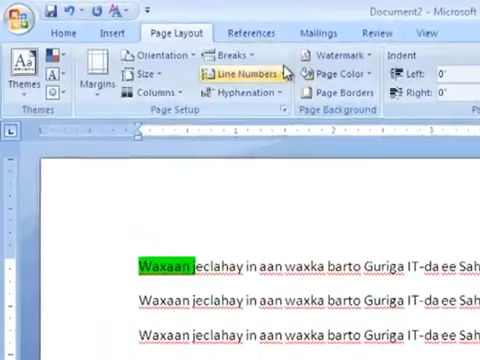 Document2 - Microsoft
Home Insert Page Layout References Mailings Review View
Themes
Margins
Orientation
Size
Columns
Breaks
Line Numbers
Hyphenation
Watermark
Page Color
Page Borders
Indent
Left: 0"
Right: 0"
Themes Page Setup Page Background
Waxaan jeclahay in aan waxka barto Guriga IT-da ee Sah
Waxaan jeclahay in aan waxka barto Guriga IT-da ee Sah
Waxaan jeclahay in aan waxka barto Guriga IT-da ee Sah